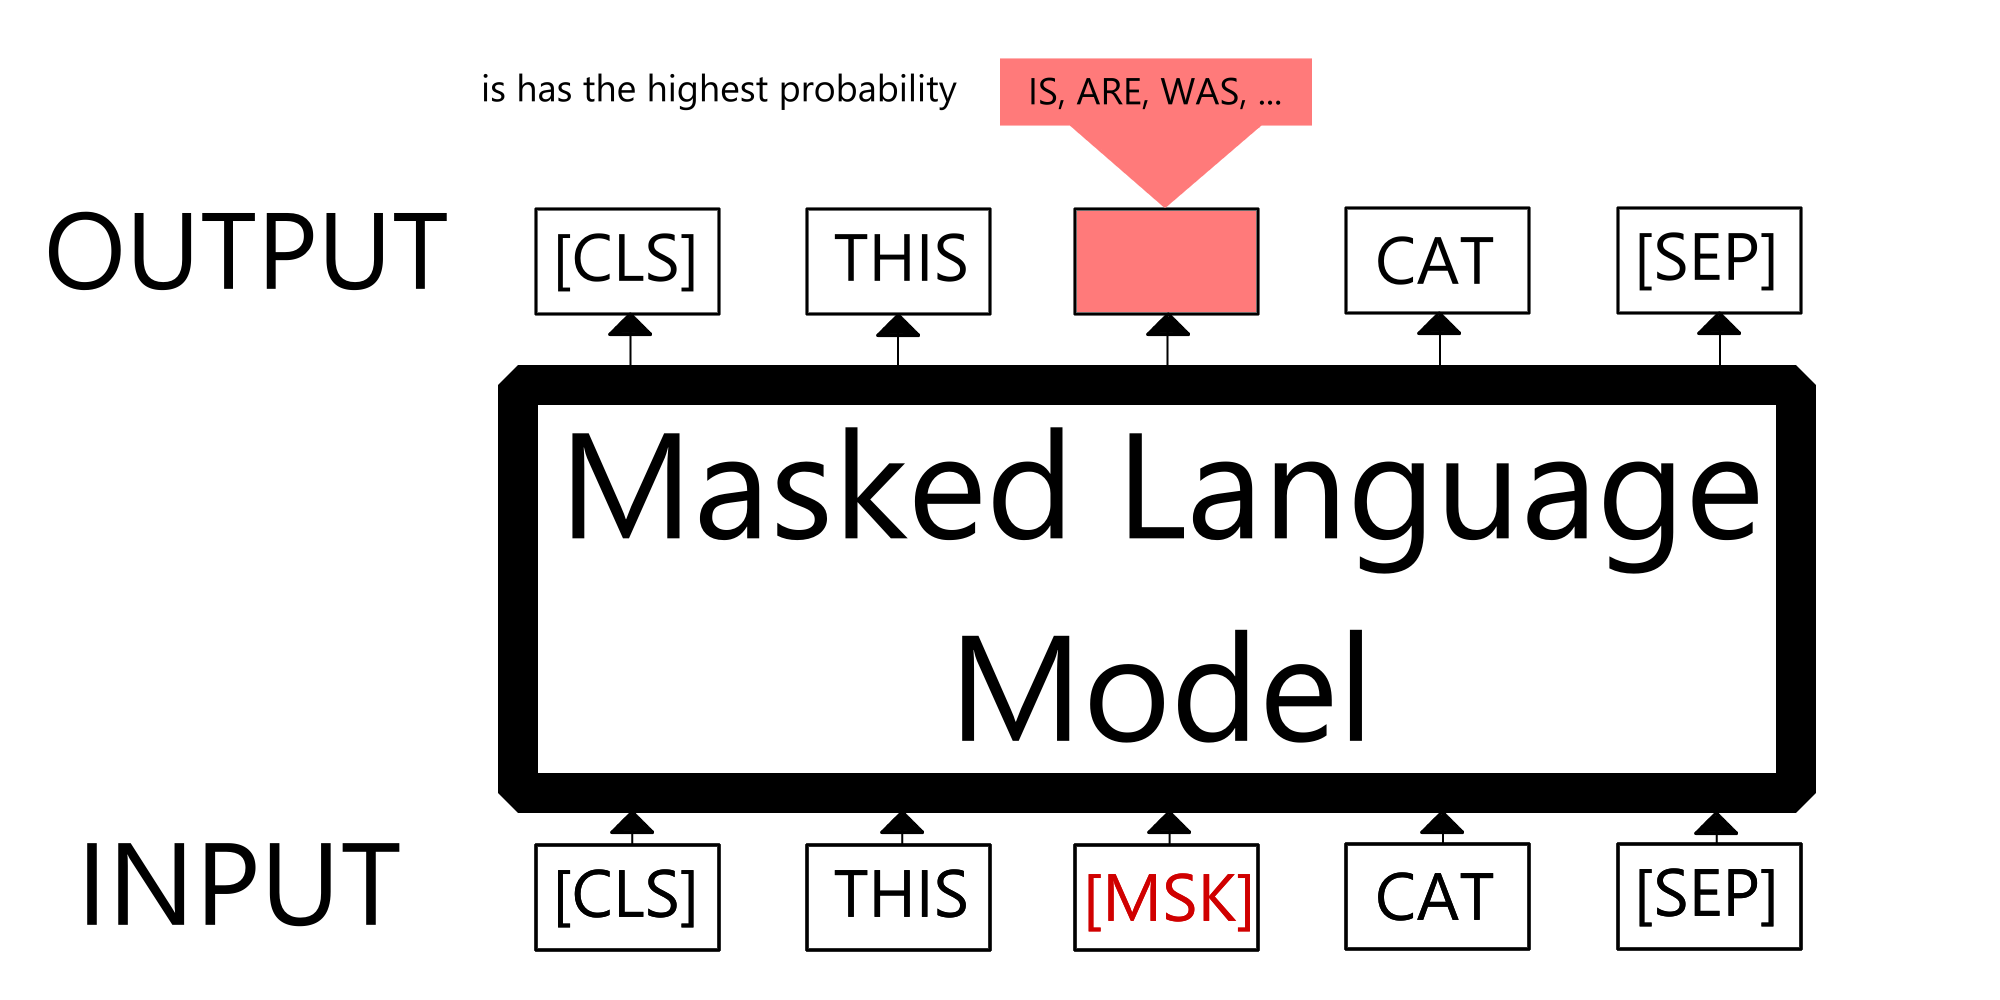 is has the highest probability
IS, ARE, WAS, ...
OUTPUT
[CLS]
THIS
CAT
[SEP]
Masked Language
Model
INPUT
[CLS]
THIS
[MSK]
CAT
[SEP]